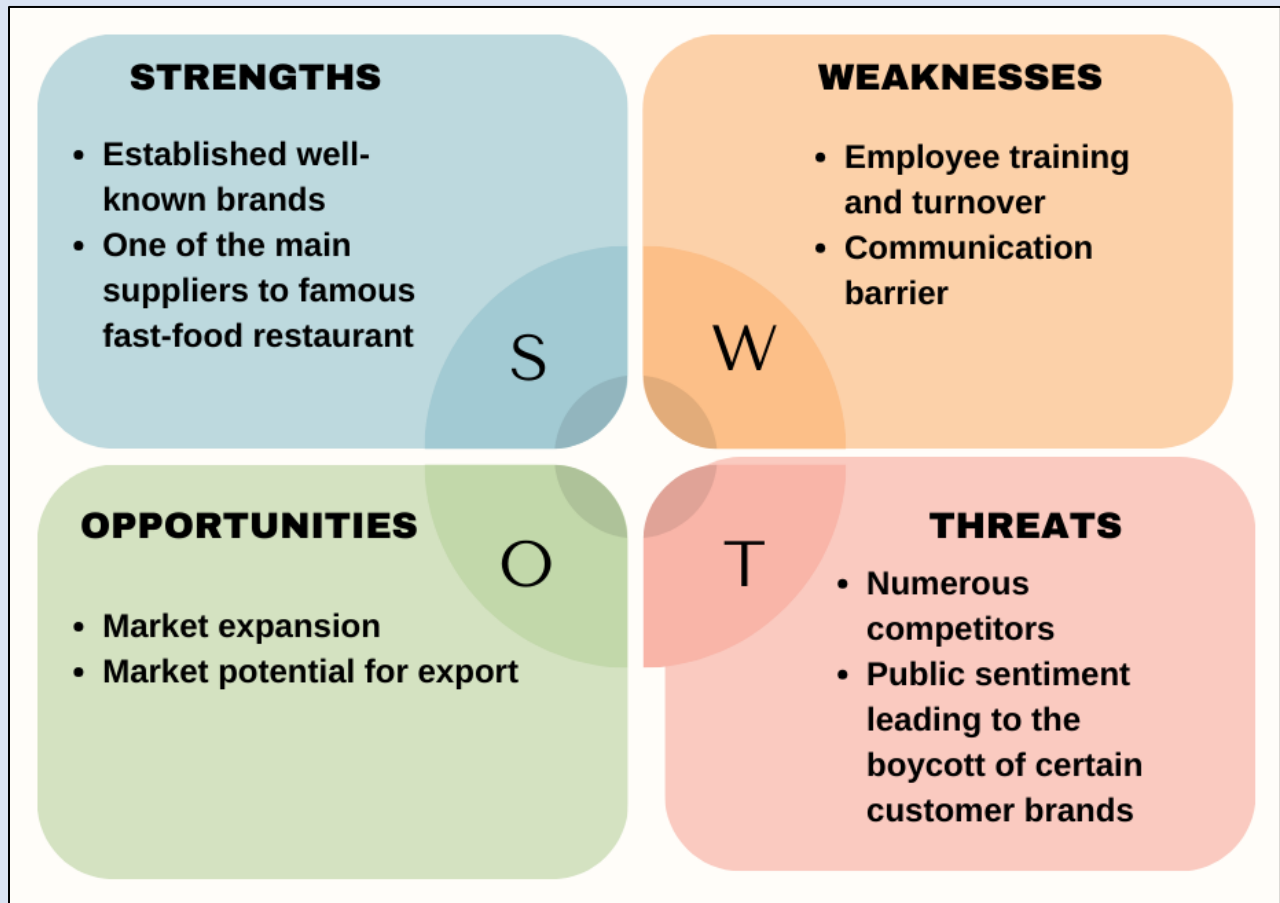 STRENGTHS
• Established well-
known brands
• One of the main
suppliers to famous
fast-food restaurant
S
WEAKNESSES
• Employee training
and turnover
• Communication
barrier
W
OPPORTUNITIES
O
• Market expansion
• Market potential for export
THREATS
T
• Numerous
competitors
• Public sentiment
leading to the
boycott of certain
customer brands